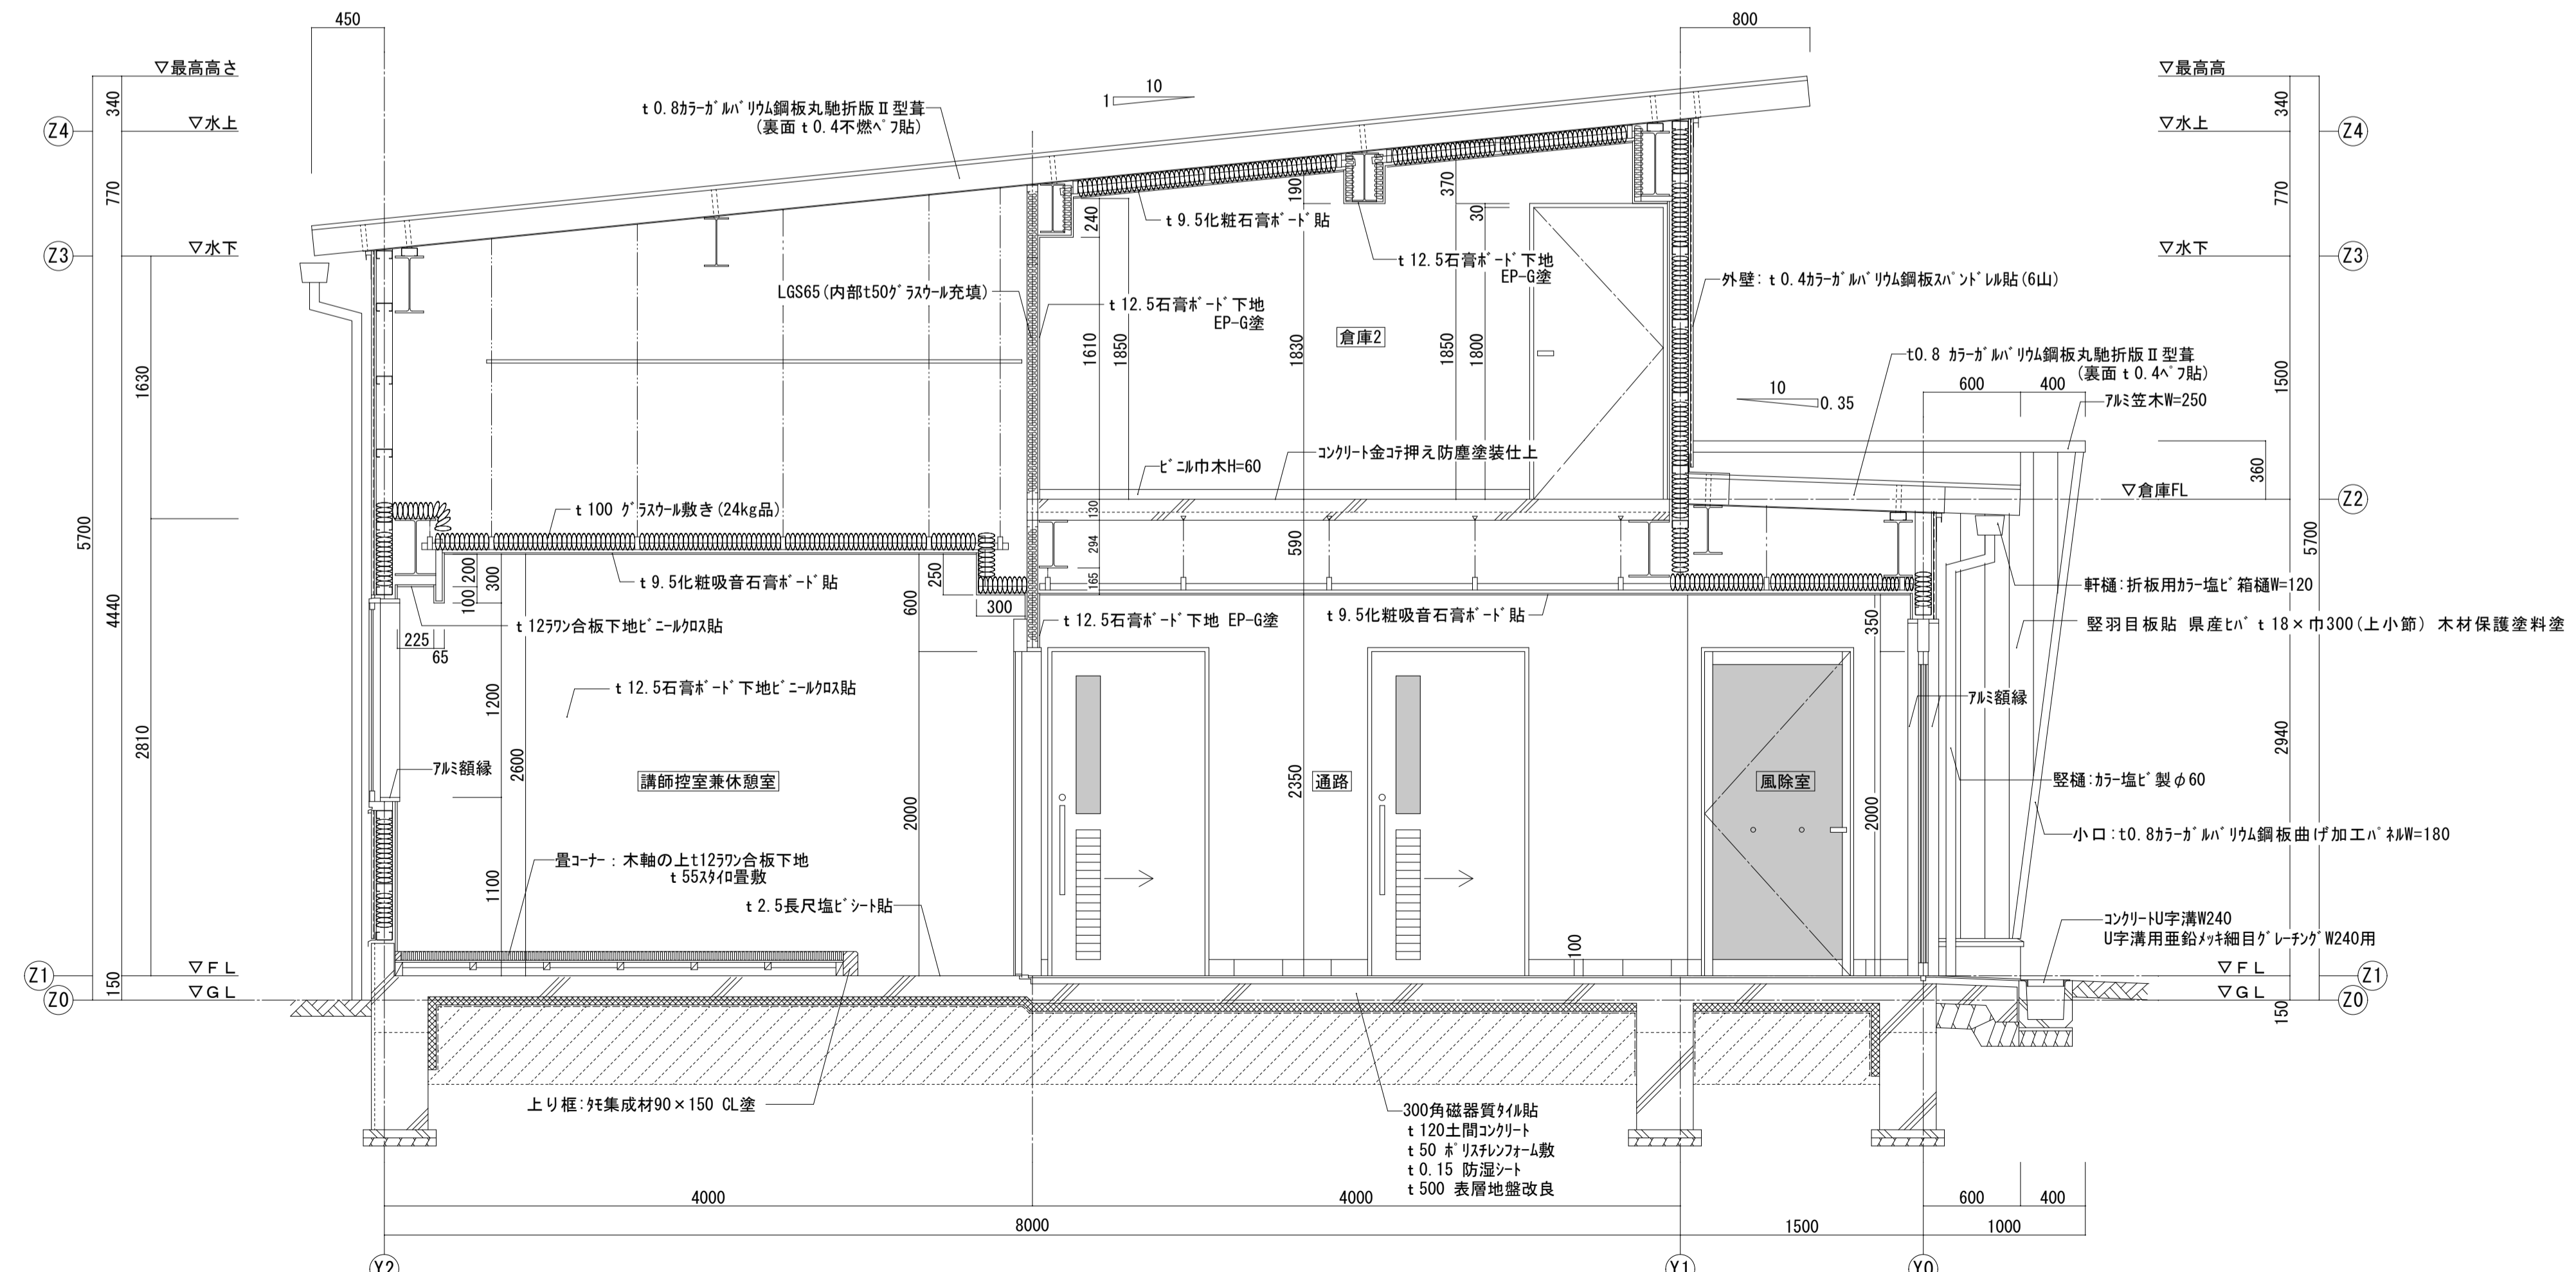 450
800
▽最高高さ
▽最高高
340
340
10
1
t 0.8ｶﾗｰｶﾞﾙﾊﾞﾘｳﾑ鋼板丸馳折版Ⅱ型葺
(裏面 t 0.4不燃ﾍﾟﾌ貼)
Z4
▽水上
▽水上
Z4
770
770
190
370
30
240
t 9.5化粧石膏ﾎﾞｰﾄﾞ貼
Z3
▽水下
▽水下
Z3
t 12.5石膏ﾎﾞｰﾄﾞ下地
EP-G塗
外壁: t 0.4ｶﾗｰｶﾞﾙﾊﾞﾘｳﾑ鋼板ｽﾊﾟﾝﾄﾞﾚﾙ貼(6山)
LGS65(内部t50ｸﾞﾗｽｳｰﾙ充填)
t 12.5石膏ﾎﾞｰﾄﾞ下地
EP-G塗
倉庫2
1630
1610
1850
1830
1850
1800
1500
t0.8 ｶﾗｰｶﾞﾙﾊﾞﾘｳﾑ鋼板丸馳折版Ⅱ型葺
(裏面 t 0.4ﾍﾟﾌ貼)
600
400
10
0.35
ｱﾙﾐ笠木W=250
ｺﾝｸﾘｰﾄ金ｺﾃ押え防塵塗装仕上
ﾋﾞﾆﾙ巾木H=60
360
▽倉庫FL
Z2
t 100 ｸﾞﾗｽｳｰﾙ敷き(24kg品)
130
5700
5700
294
590
165
200
300
100
250
300
600
t 9.5化粧吸音石膏ﾎﾞｰﾄﾞ貼
軒樋:折板用ｶﾗｰ塩ﾋﾞ箱樋W=120
4440
t 12ﾗﾜﾝ合板下地ﾋﾞﾆｰﾙｸﾛｽ貼
t 12.5石膏ﾎﾞｰﾄﾞ下地 EP-G塗
t 9.5化粧吸音石膏ﾎﾞｰﾄﾞ貼
350
竪羽目板貼 県産ﾋﾊﾞ t 18×巾300(上小節) 木材保護塗料塗
225
65
t 12.5石膏ﾎﾞｰﾄﾞ下地ﾋﾞﾆｰﾙｸﾛｽ貼
1200
ｱﾙﾐ額縁
2810
2600
2940
ｱﾙﾐ額縁
講師控室兼休憩室
2350
通路
風除室
竪樋:ｶﾗｰ塩ﾋﾞ製φ60
2000
2000
小口:t0.8ｶﾗｰｶﾞﾙﾊﾞﾘｳﾑ鋼板曲げ加工ﾊﾟﾈﾙW=180
畳ｺｰﾅｰ：木軸の上t12ﾗﾜﾝ合板下地
t 55ｽﾀｲﾛ畳敷
1100
t 2.5長尺塩ﾋﾞｼｰﾄ貼
100
ｺﾝｸﾘｰﾄU字溝W240
U字溝用亜鉛ﾒｯｷ細目ｸﾞﾚｰﾁﾝｸﾞW240用
Z1
▽ＦＬ
▽ＦＬ
Z1
Z0
150
▽ＧＬ
▽ＧＬ
150
Z0
上り框:ﾀﾓ集成材90×150 CL塗
300角磁器質ﾀｲﾙ貼
t 120土間ｺﾝｸﾘｰﾄ
t 50 ﾎﾟﾘｽﾁﾚﾝﾌｫｰﾑ敷
t 0.15 防湿ｼｰﾄ
t 500 表層地盤改良
4000
4000
600
400
8000
1500
1000
Y2
Y1
Y0